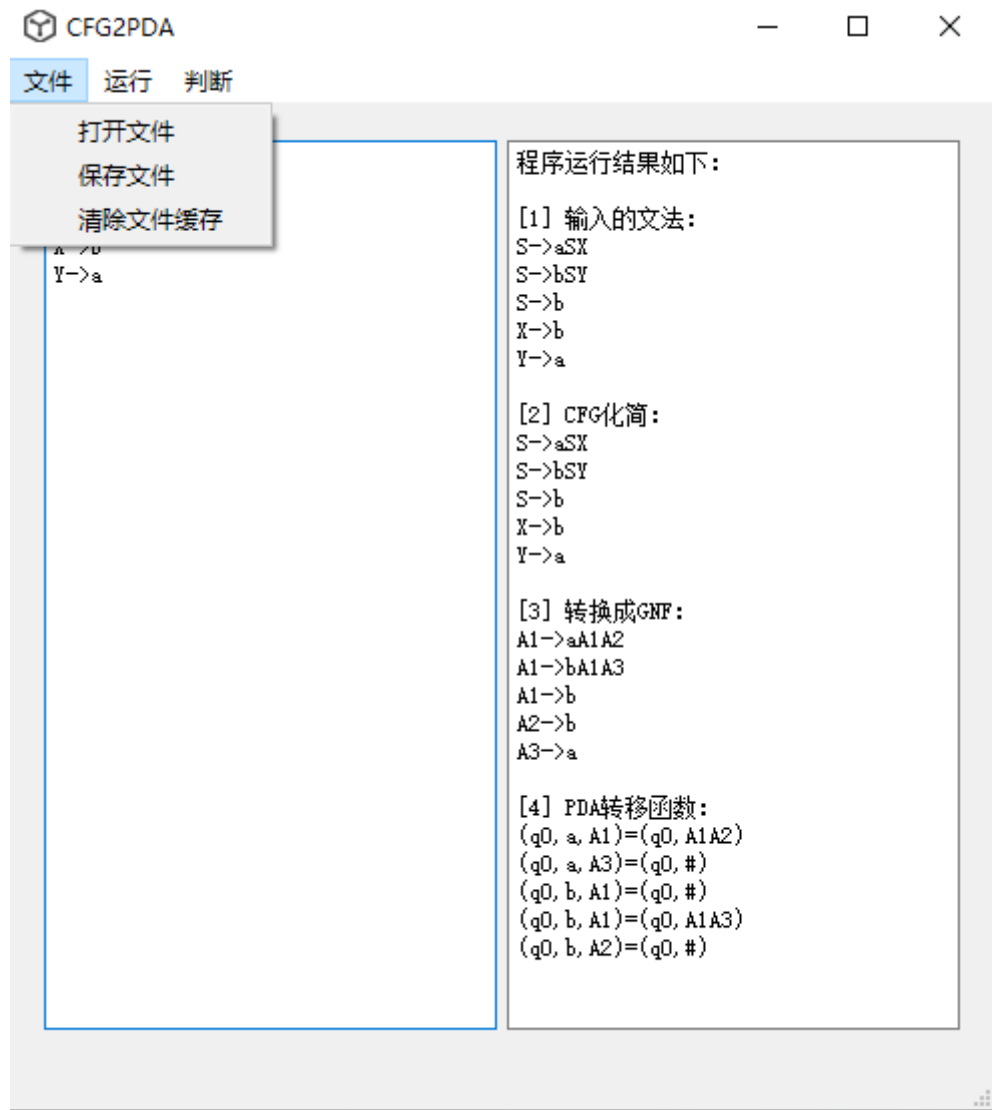 CFG2PDA
文件 运行 判断
打开文件
保存文件
清除文件缓存
Y->a
程序运行结果如下:
[1] 输入的文法:
S->aSX
S->bSY
S->b
X->b
Y->a
[2] CFG化简:
S->aSX
S->bSY
S->b
X->b
Y->a
[3] 转换成GNF:
A1->aA1A2
A1->bA1A3
A1->b
A2->b
A3->a
[4] PDA转移函数:
(q0,a,A1)=(q0,A1A2)
(q0,a,A3)=(q0,#)
(q0,b,A1)=(q0,#)
(q0,b,A1)=(q0,A1A3)
(q0,b,A2)=(q0,#)